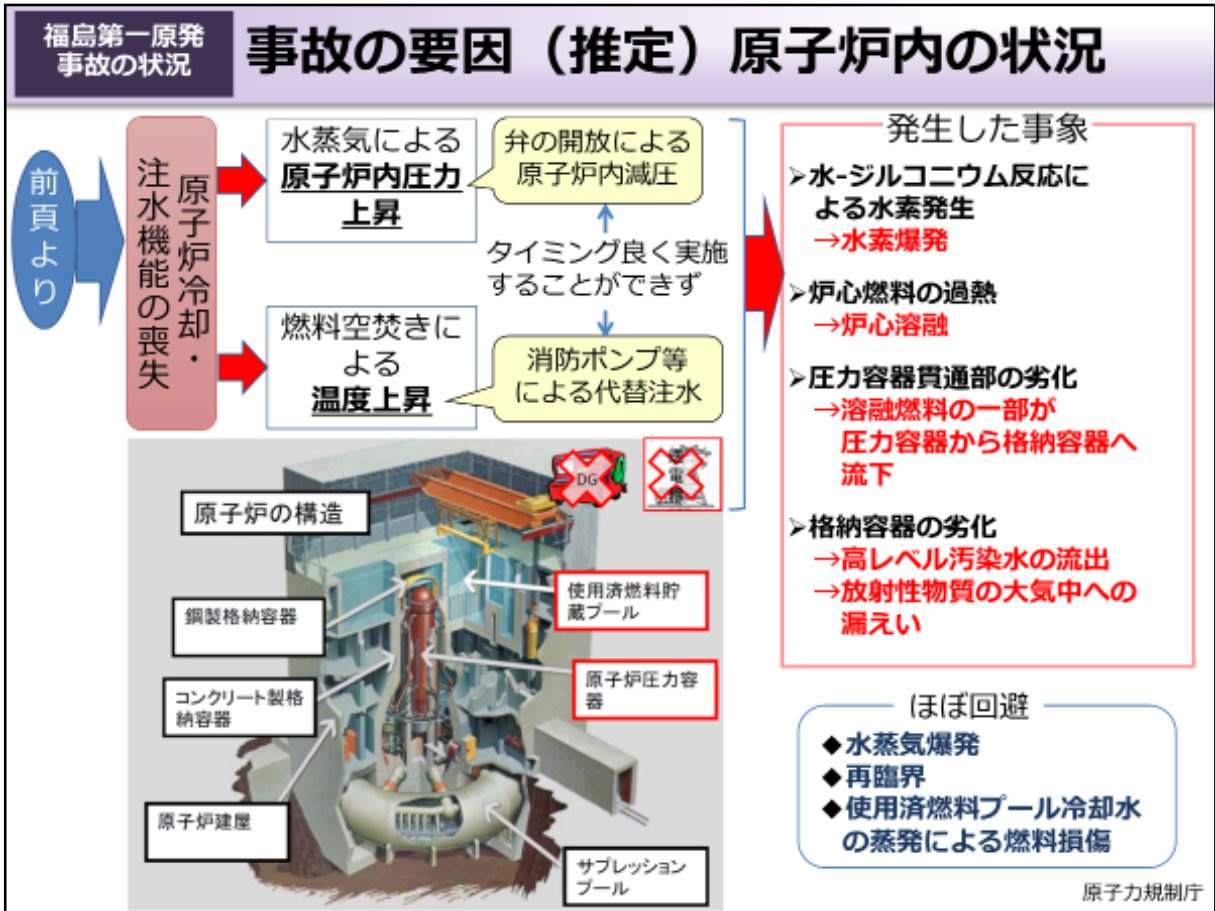 福島第一原発
事故の状況
事故の要因（推定）原子炉内の状況
前頁より
原子炉冷却・
注水機能の喪失
水蒸気による
原子炉内圧力
上昇
弁の開放による
原子炉内減圧
タイミング良く実施
することができず
燃料空焚きに
よる
温度上昇
消防ポンプ等
による代替注水
発生した事象
➢水-ジルコニウム反応に
よる水素発生
→水素爆発
➢炉心燃料の過熱
→炉心溶融
➢圧力容器貫通部の劣化
→溶融燃料の一部が
圧力容器から格納容器へ
流下
➢格納容器の劣化
→高レベル汚染水の流出
→放射性物質の大気中への
漏えい
ほぼ回避
◆水蒸気爆発
◆再臨界
◆使用済燃料プール冷却水
の蒸発による燃料損傷
原子炉の構造
DG
送電線
鋼製格納容器
使用済燃料貯
蔵プール
コンクリート製格
納容器
原子炉圧力容
器
原子炉建屋
サプレッション
プール
原子力規制庁